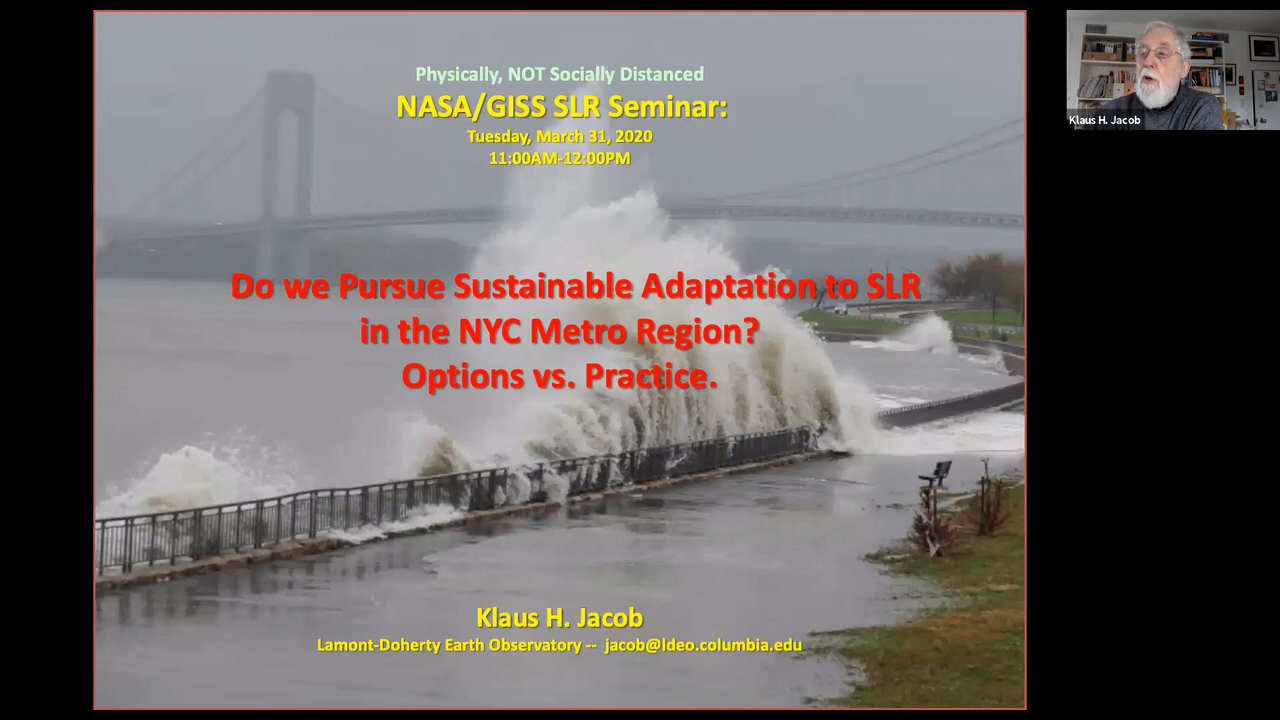 Physically, NOT Socially Distanced
NASA/GISS SLR Seminar:
Tuesday, March 31, 2020
11:00AM-12:00PM
Do we Pursue Sustainable Adaptation to SLR
in the NYC Metro Region?
Options vs. Practice.
Klaus H. Jacob
Lamont-Doherty Earth Observatory -- jacob@ldeo.columbia.edu
Klaus H. Jacob